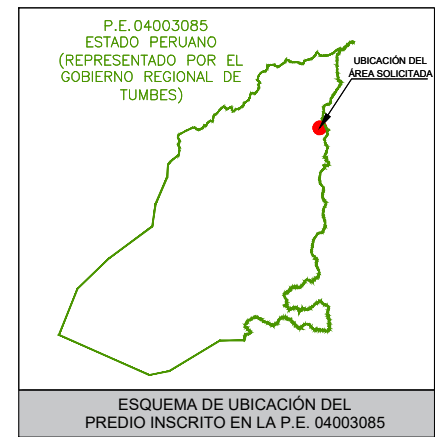 P.E. 04003085
ESTADO PERUANO
(REPRESENTADO POR EL
GOBIERNO REGIONAL DE
TUMBES)
UBICACIÓN DEL
ÁREA SOLICITADA
ESQUEMA DE UBICACIÓN DEL
PREDIO INSCRITO EN LA P.E. 04003085